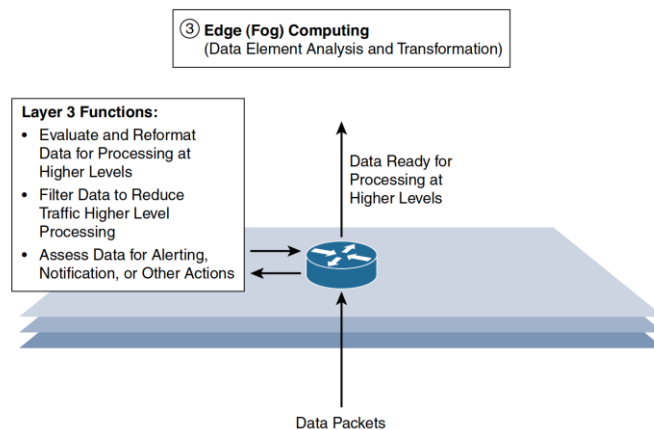 ③ Edge (Fog) Computing
(Data Element Analysis and Transformation)
Layer 3 Functions:
• Evaluate and Reformat
Data for Processing at
Higher Levels
• Filter Data to Reduce
Traffic Higher Level
Processing
• Assess Data for Alerting,
Notification, or Other Actions
Data Ready for
Processing at
Higher Levels
Data Packets